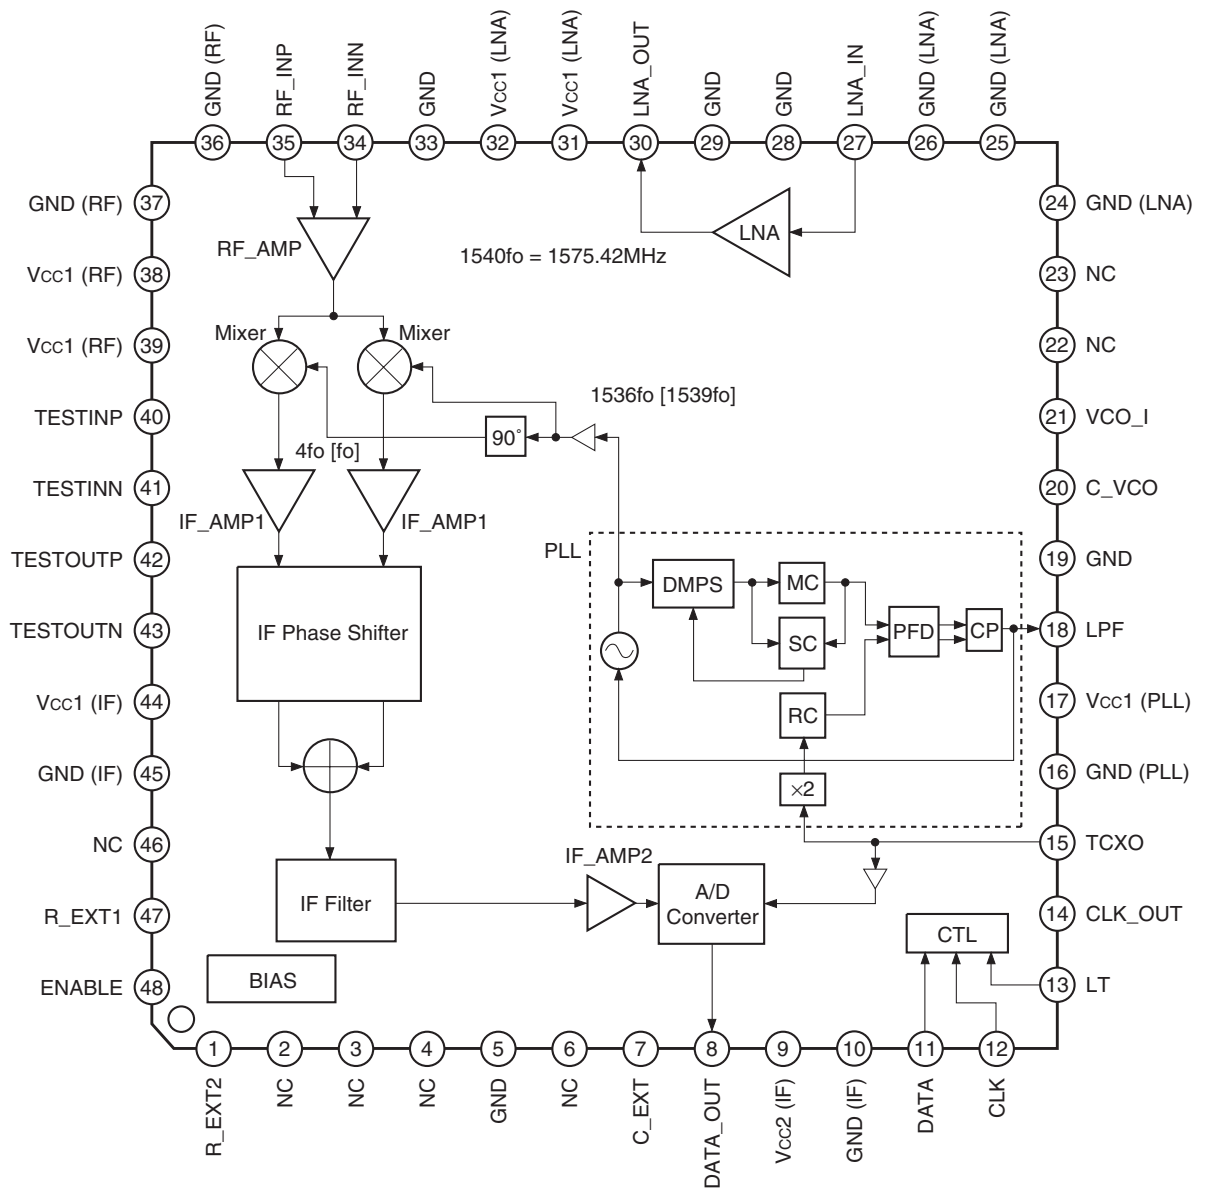 GND (RF)
RF_INP
RF_INN
GND
Vcc1 (LNA)
Vcc1 (LNA)
LNA_OUT
GND
GND
LNA_IN
GND (LNA)
GND (LNA)
36
35
34
33
32
31
30
29
28
27
26
25
GND (RF)
37
Vcc1 (RF)
38
Vcc1 (RF)
39
TESTINP
40
TESTINN
41
TESTOUTP
42
TESTOUTN
43
Vcc1 (IF)
44
GND (IF)
45
NC
46
R_EXT1
47
ENABLE
48
RF_AMP
LNA
1540fo = 1575.42MHz
Mixer
Mixer
1536fo [1539fo]
90°
4fo [fo]
IF_AMP1
IF_AMP1
IF Phase Shifter
PLL
DMPS
MC
SC
PFD
CP
RC
×2
IF_AMP2
IF Filter
A/D
Converter
CTL
BIAS
24
GND (LNA)
23
NC
22
NC
21
VCO_I
20
C_VCO
19
GND
18
LPF
17
Vcc1 (PLL)
16
GND (PLL)
15
TCXO
14
CLK_OUT
13
LT
1
2
3
4
5
6
7
8
9
10
11
12
R_EXT2
NC
NC
NC
GND
NC
C_EXT
DATA_OUT
Vcc2 (IF)
GND (IF)
DATA
CLK